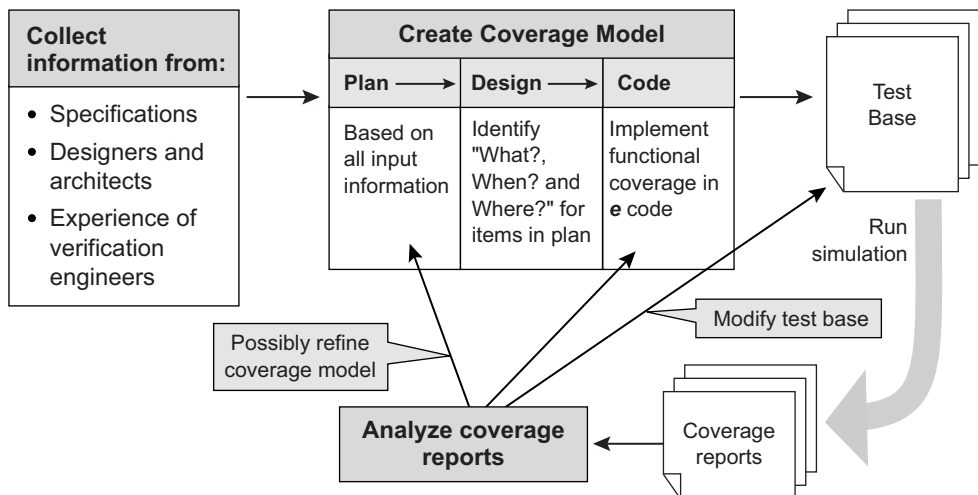 Collect
information from:
• Specifications
• Designers and
architects
• Experience of
verification
engineers
Create Coverage Model
Plan
Design
Code
Based on
all input
information
Identify
"What?,
When? and
Where?" for
items in plan
Implement
functional
coverage in
e code
Test
Base
Run
simulation
Modify test base
Possibly refine
coverage model
Analyze coverage
reports
Coverage
reports